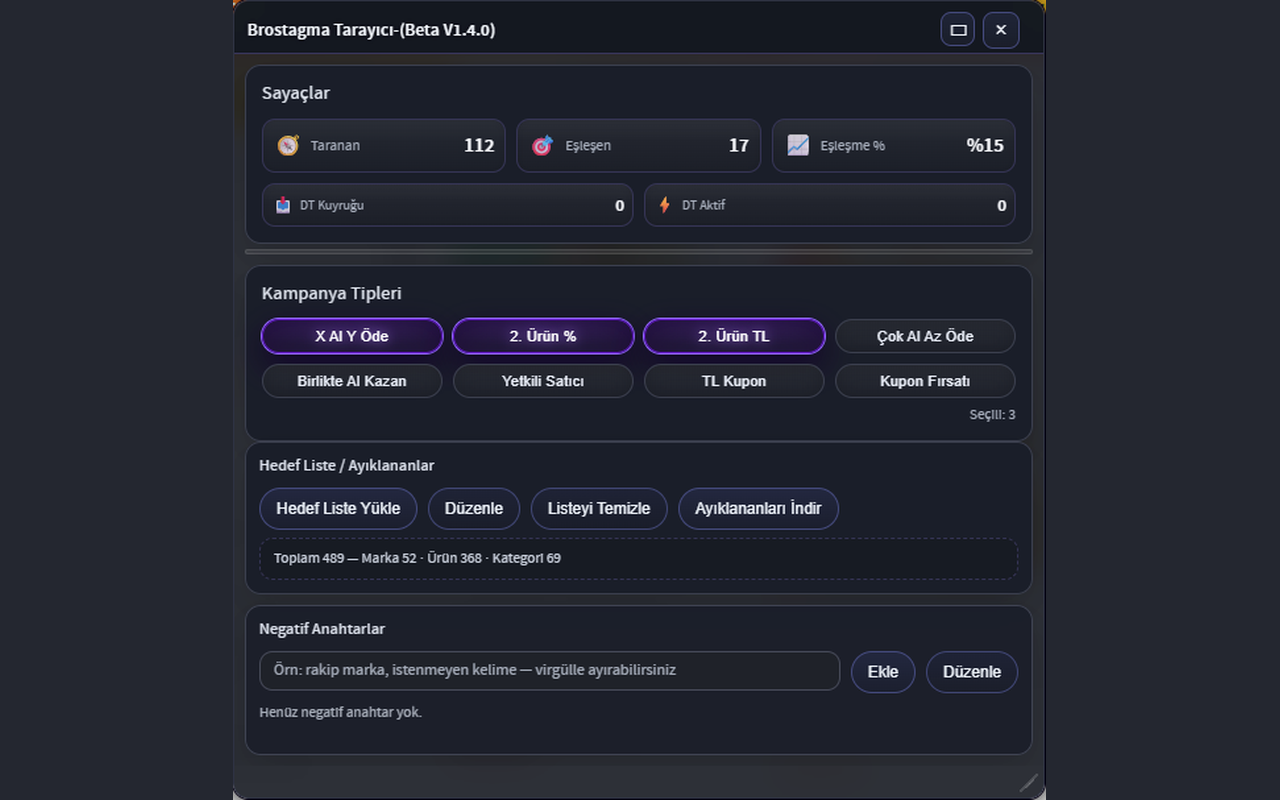 Brostagma Tarayıcı-(Beta V1.4.0)
Sayaçlar
Taranan 112 Eşleşen 17 Eşleşme % %15
DT Kuyruğu 0 DT Aktif 0
Kampanya Tipleri
X Al Y Öde 2. Ürün % 2. Ürün TL Çok Al Az Öde
Birlikte Al Kazan Yetkili Satıcı TL Kupon Kupon Fırsatı
Seçili: 3
Hedef Liste / Ayıklananlar
Hedef Liste Yükle Düzenle Listeyi Temizle Ayıklananları İndir
Toplam 489 — Marka 52 · Ürün 368 · Kategori 69
Negatif Anahtarlar
Örn: rakip marka, istenmeyen kelime — virgülle ayırabilirsiniz Ekle Düzenle
Henüz negatif anahtar yok.